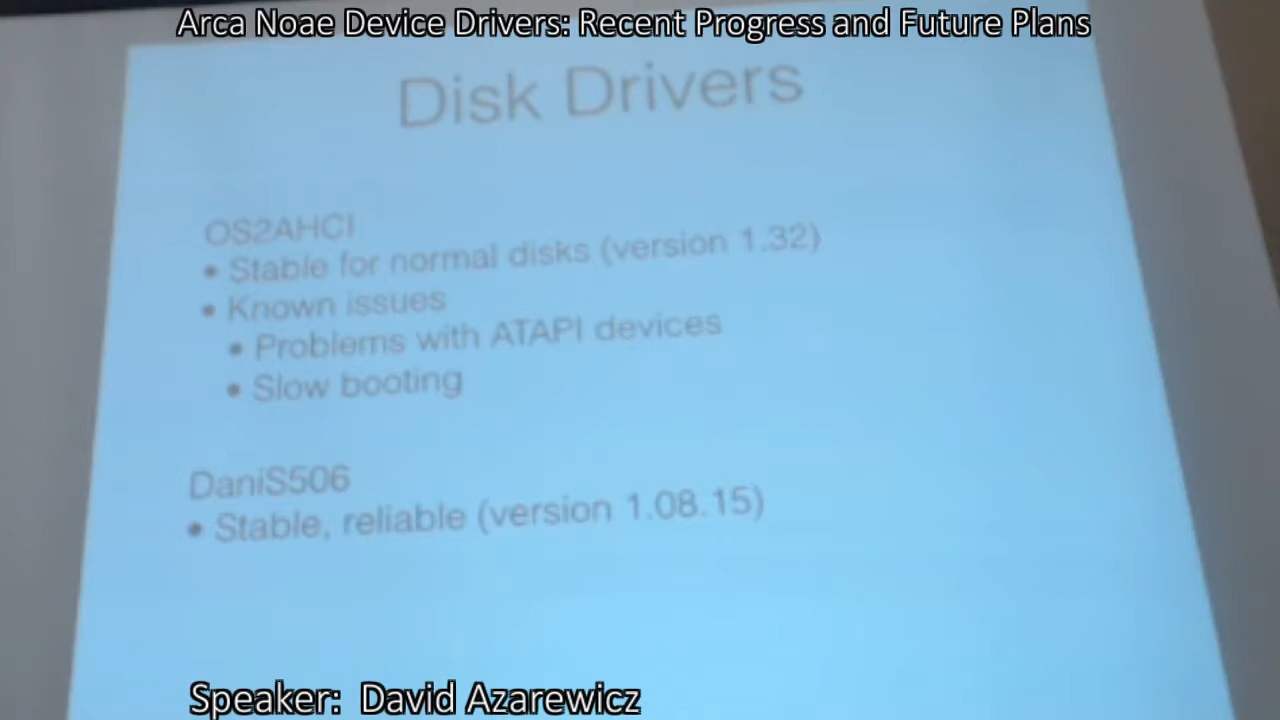 Arca Noae Device Drivers: Recent Progress and Future Plans
Disk Drivers
OS2AHCI
• Stable for normal disks (version 1.32)
• Known issues
• Problems with ATAPI devices
• Slow booting
DaniS506
• Stable, reliable (version 1.08.15)
Speaker: David Azarewicz